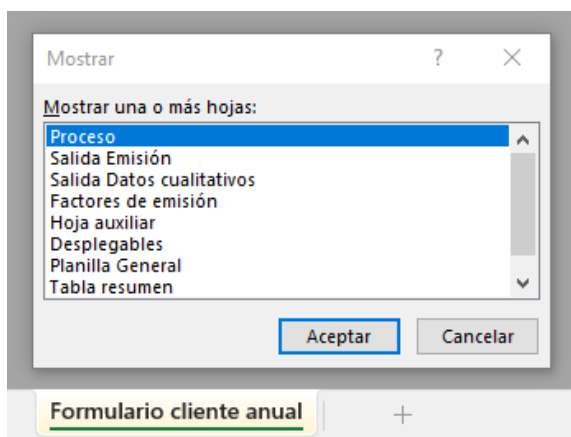 Mostrar ?
Mostrar una o más hojas:
Proceso
Salida Emisión
Salida Datos cualitativos
Factores de emisión
Hoja auxiliar
Desplegables
Planilla General
Tabla resumen
Aceptar Cancelar
Formulario cliente anual